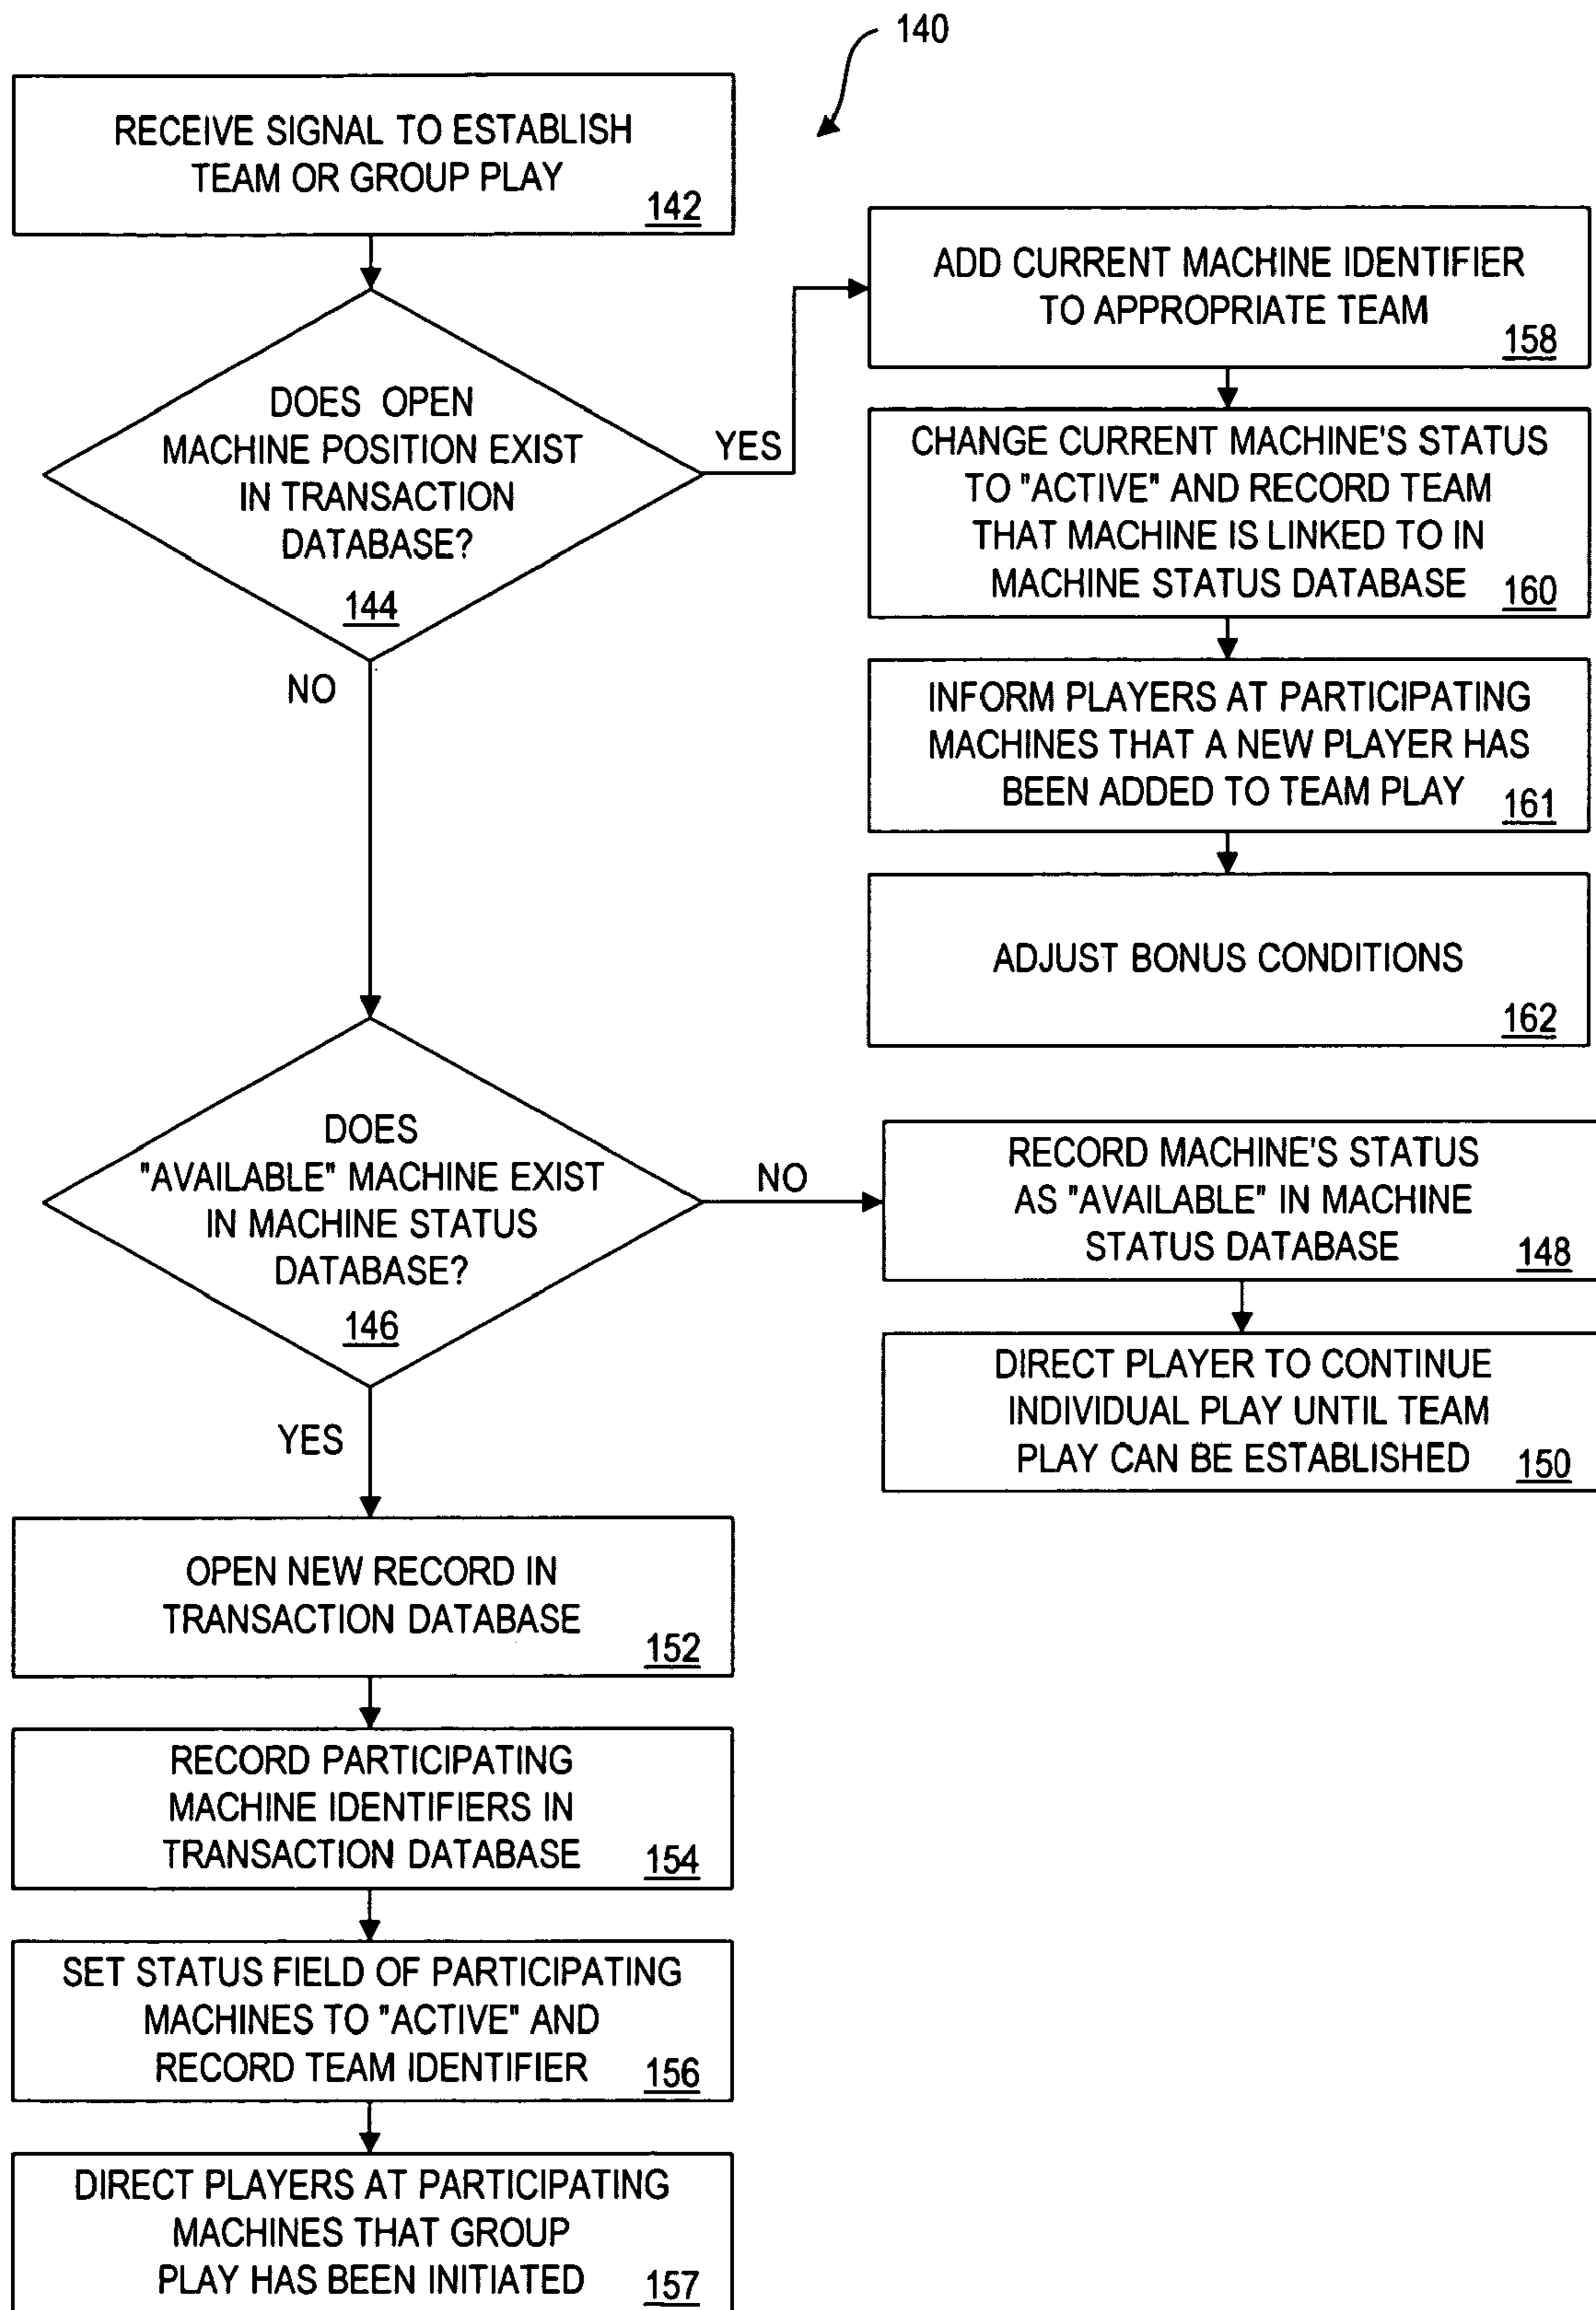 140
RECEIVE SIGNAL TO ESTABLISH
TEAM OR GROUP PLAY
142
DOES OPEN
MACHINE POSITION EXIST
IN TRANSACTION
DATABASE?
144
YES
NO
ADD CURRENT MACHINE IDENTIFIER
TO APPROPRIATE TEAM
158
CHANGE CURRENT MACHINE'S STATUS
TO "ACTIVE" AND RECORD TEAM
THAT MACHINE IS LINKED TO IN
MACHINE STATUS DATABASE 160
INFORM PLAYERS AT PARTICIPATING
MACHINES THAT A NEW PLAYER HAS
BEEN ADDED TO TEAM PLAY 161
ADJUST BONUS CONDITIONS
162
DOES
"AVAILABLE" MACHINE EXIST
IN MACHINE STATUS
DATABASE?
146
NO
YES
RECORD MACHINE'S STATUS
AS "AVAILABLE" IN MACHINE
STATUS DATABASE 148
DIRECT PLAYER TO CONTINUE
INDIVIDUAL PLAY UNTIL TEAM
PLAY CAN BE ESTABLISHED 150
OPEN NEW RECORD IN
TRANSACTION DATABASE
152
RECORD PARTICIPATING
MACHINE IDENTIFIERS IN
TRANSACTION DATABASE 154
SET STATUS FIELD OF PARTICIPATING
MACHINES TO "ACTIVE" AND
RECORD TEAM IDENTIFIER 156
DIRECT PLAYERS AT PARTICIPATING
MACHINES THAT GROUP
PLAY HAS BEEN INITIATED 157